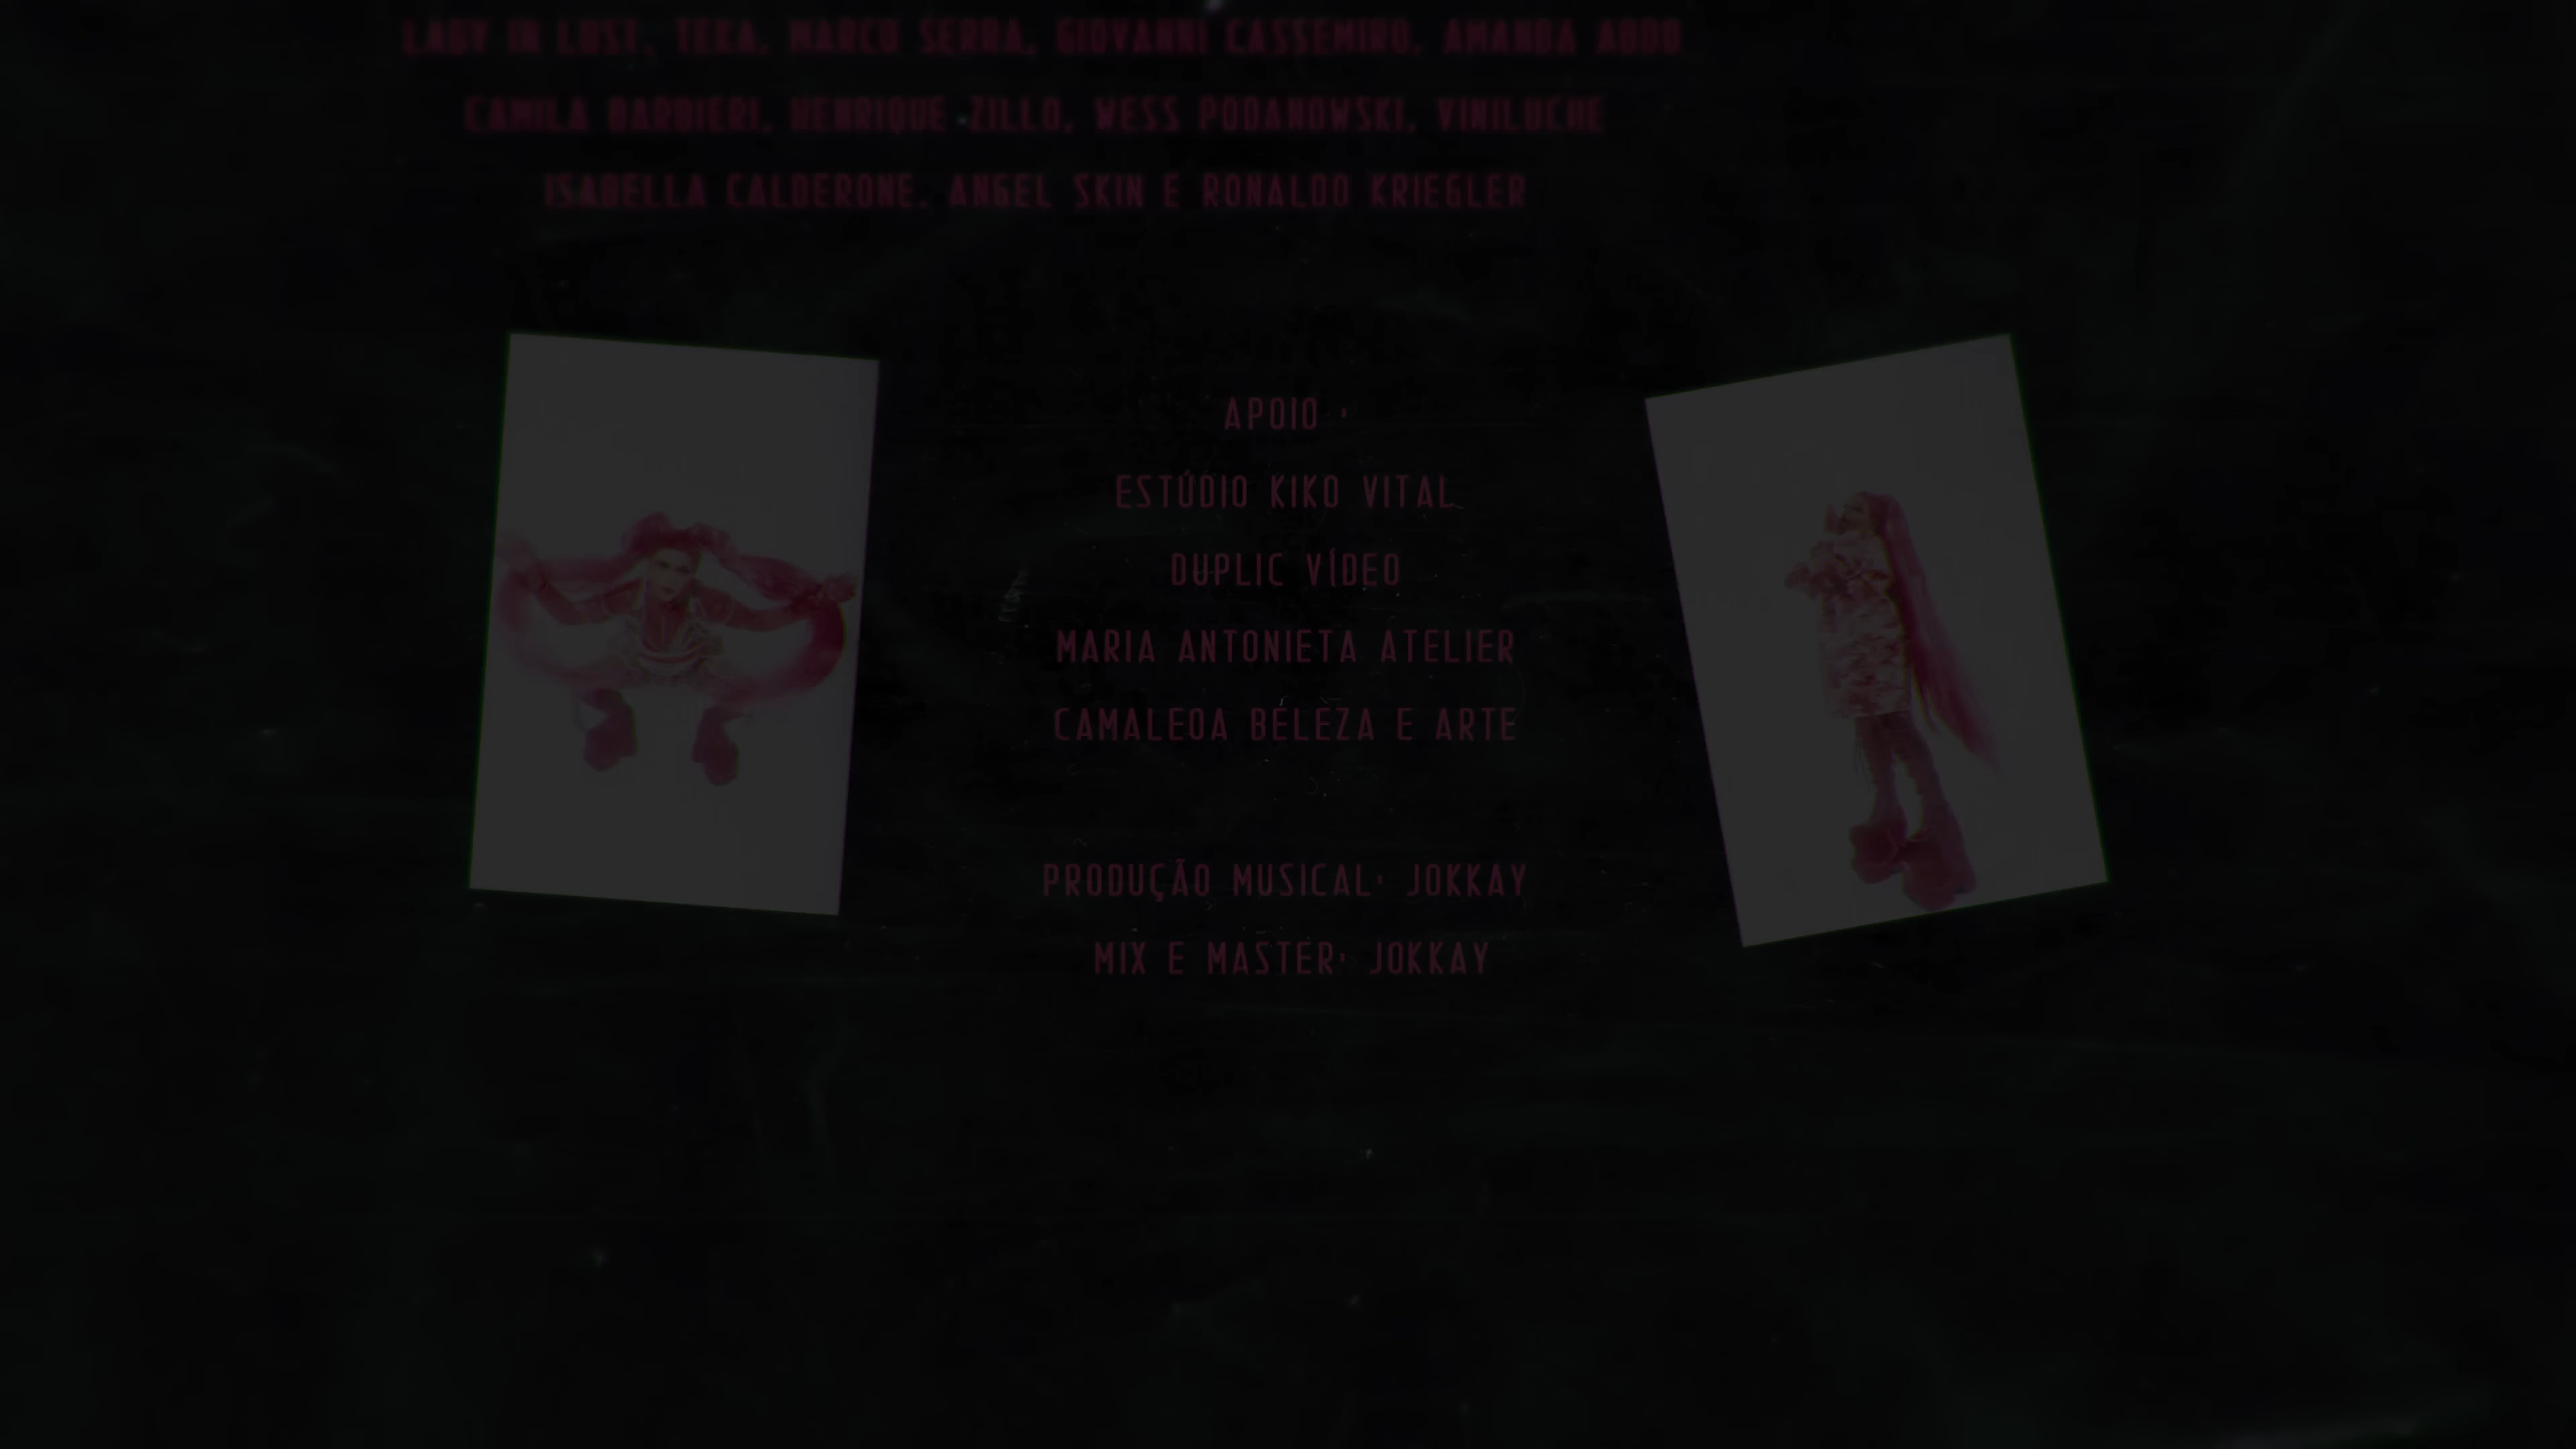 LADY IN LUST, TEKA, MARCO SERRA, GIOVANNI CASSEMIRO, AMANDA ABDO
CAMILA BARBIERI, HENRIQUE ZILLO, WESS PODANOWSKI, VINILUCHE
ISABELLA CALDERONE, ANGEL SKIN E RONALDO KRIEGLER
APOIO :
ESTÚDIO KIKO VITAL
DUPLIC VÍDEO
MARIA ANTONIETA ATELIER
CAMALEOA BELEZA E ARTE
PRODUÇÃO MUSICAL: JOKKAY
MIX E MASTER: JOKKAY